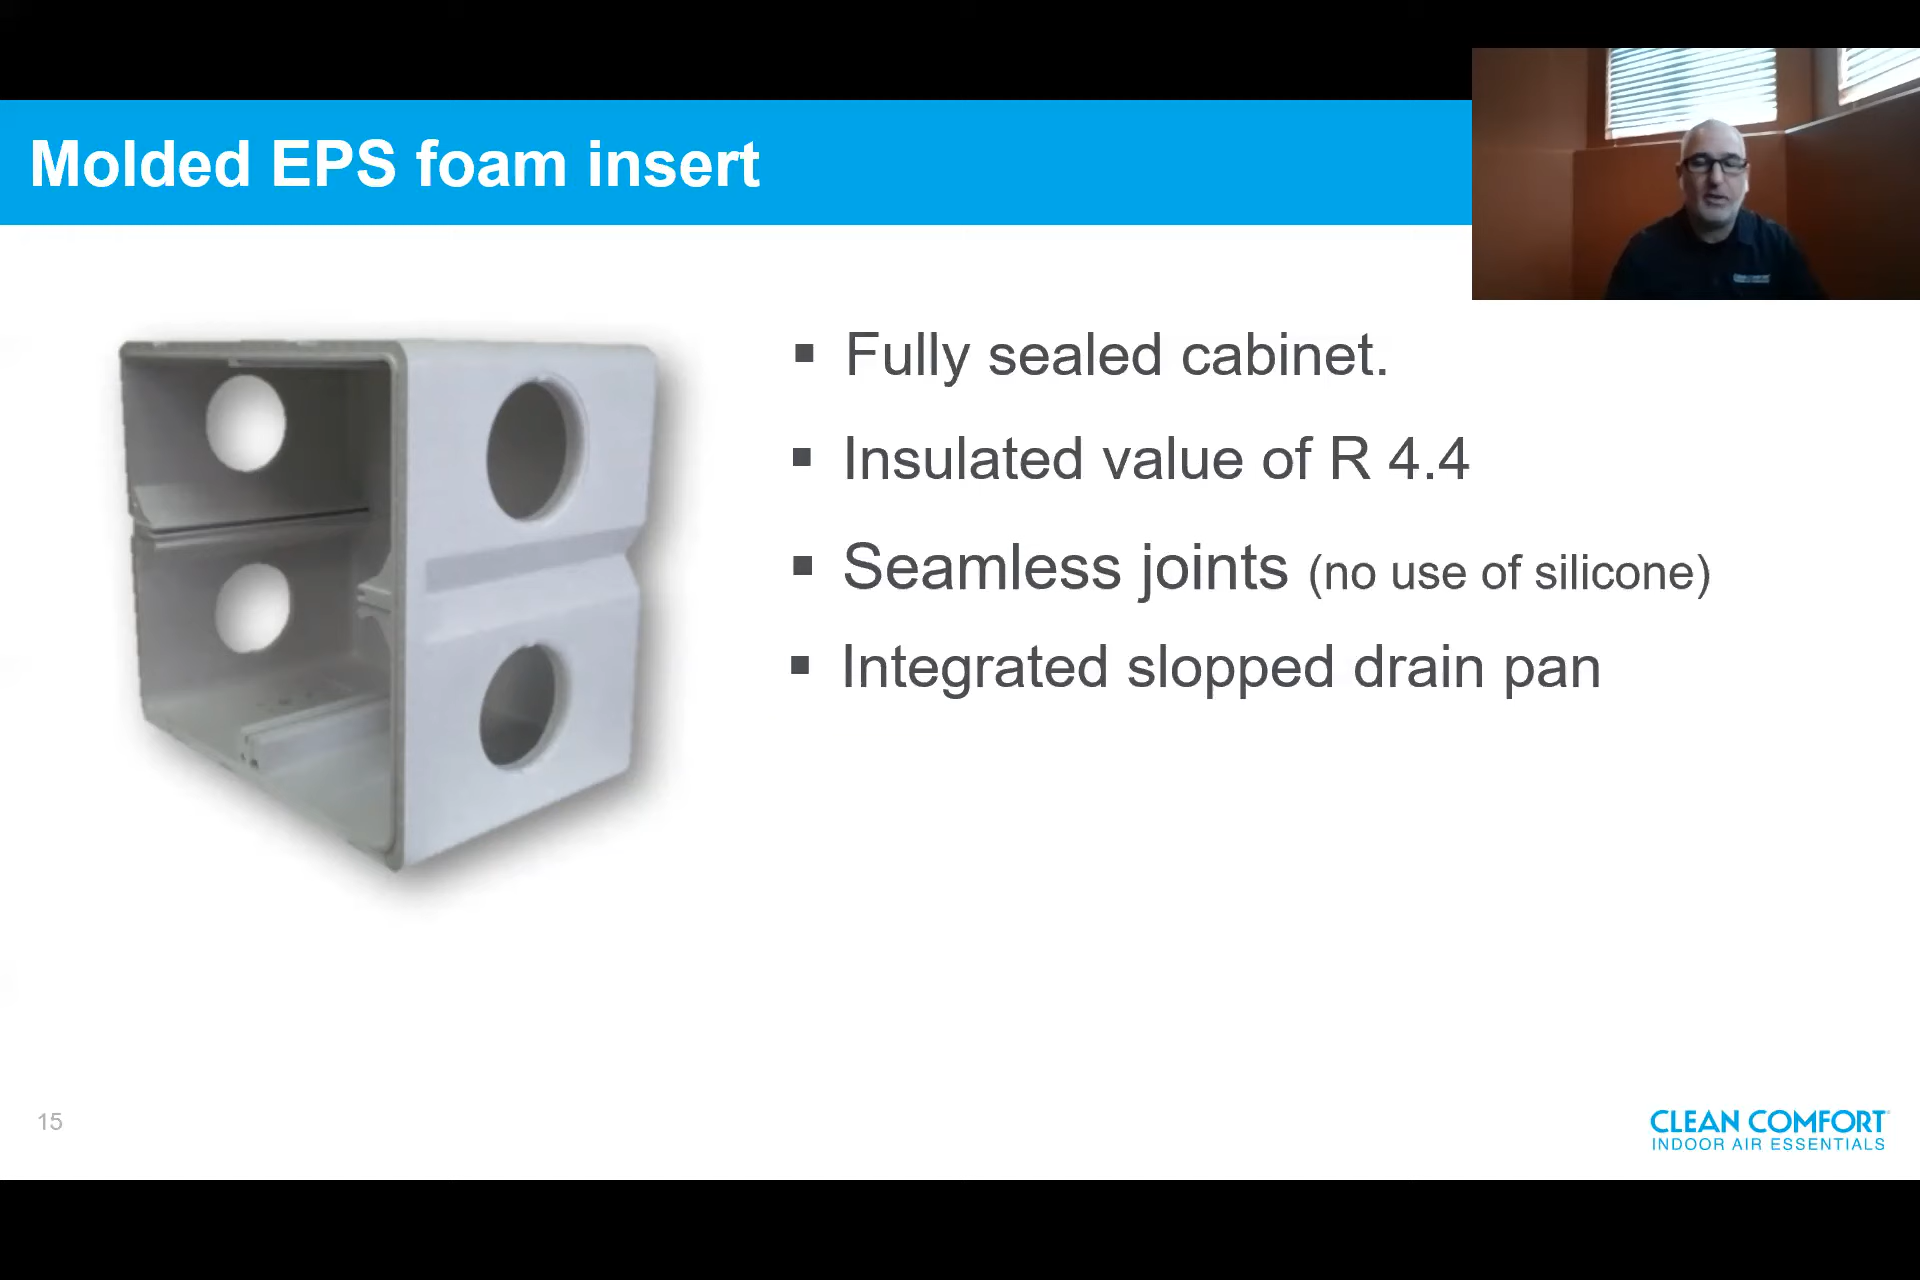 Molded EPS foam insert
▪ Fully sealed cabinet.
▪ Insulated value of R 4.4
▪ Seamless joints (no use of silicone)
▪ Integrated slopped drain pan
15
CLEAN COMFORT
INDOOR AIR ESSENTIALS